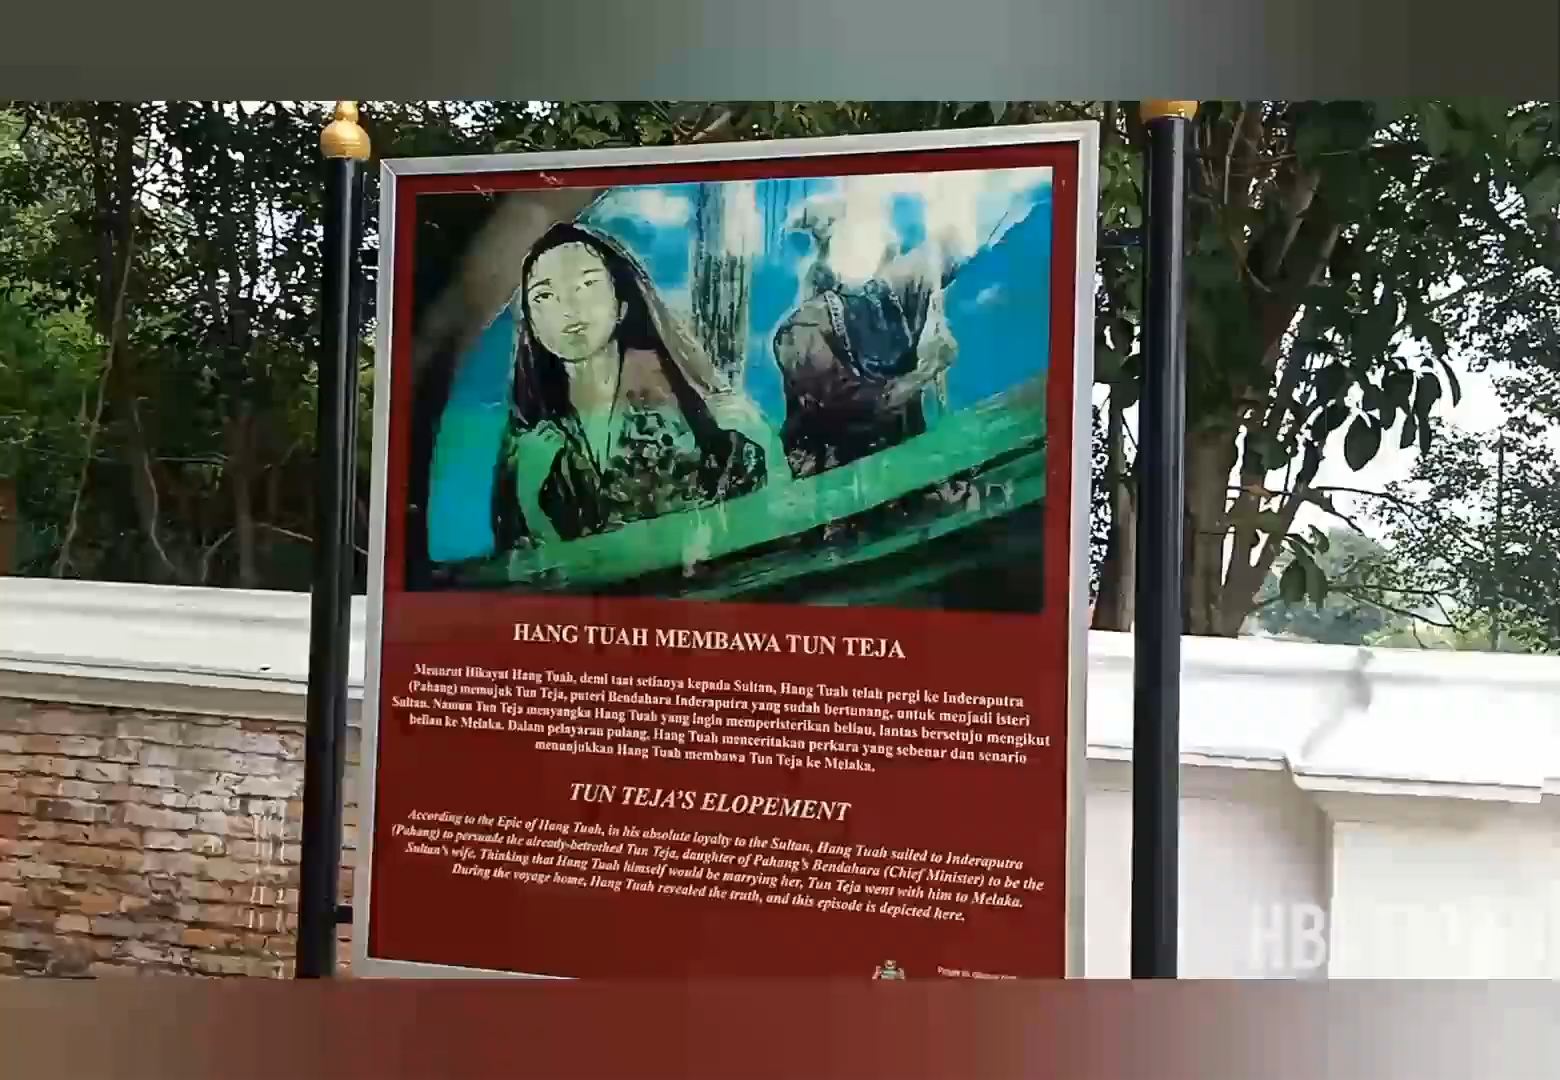 HANG TUAH MEMBAWA TUN TEJA
Menurut Hikayat Hang Tuah, demi taat setianya kepada Sultan, Hang Tuah telah pergi ke Inderaputra
(Pahang) memujuk Tun Teja, puteri Bendahara Inderaputra yang sudah bertunang, untuk menjadi isteri
Sultan. Namun Tun Teja menyangka Hang Tuah yang ingin memperisterikan beliau, lantas bersetuju mengikut
beliau ke Melaka. Dalam pelayaran pulang, Hang Tuah menceritakan perkara yang sebenar dan senario
menunjukkan Hang Tuah membawa Tun Teja ke Melaka.
TUN TEJA'S ELOPEMENT
According to the Epic of Hang Tuah, in his absolute loyalty to the Sultan, Hang Tuah sailed to Inderaputra
(Pahang) to persuade the already-betrothed Tun Teja, daughter of Pahang's Bendahara (Chief Minister) to be the
Sultan's wife. Thinking that Hang Tuah himself would be marrying her, Tun Teja went with him to Melaka.
During the voyage home, Hang Tuah revealed the truth, and this episode is depicted here.